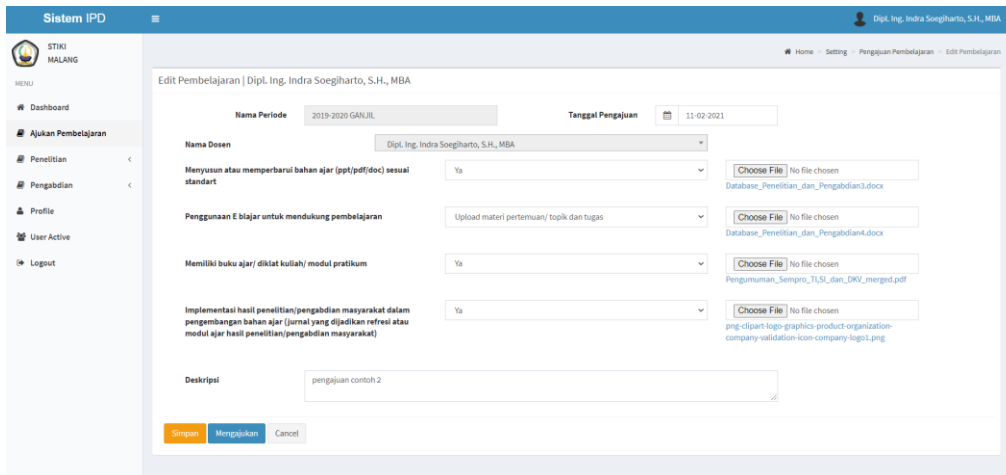 Sistem IPD
Dipl. Ing. Indra Soegiharto, S.H., MBA
STIKI
MALANG
Home > Setting > Pengajuan Pembelajaran > Edit Pembelajaran
MENU
Dashboard
Ajukan Pembelajaran
Penelitian
Pengabdian
Profile
User Active
Logout
Edit Pembelajaran | Dipl. Ing. Indra Soegiharto, S.H., MBA
Nama Periode 2019-2020 GANJIL Tanggal Pengajuan 11-02-2021
Nama Dosen Dipl. Ing. Indra Soegiharto, S.H., MBA
Menyusun atau memperbarui bahan ajar (ppt/pdf/doc) sesuai
standart
Ya
Choose File No file chosen
Database_Penelitian_dan_Pengabdian3.docx
Penggunaan E blajar untuk mendukung pembelajaran
Upload materi pertemuan/ topik dan tugas
Choose File No file chosen
Database_Penelitian_dan_Pengabdian4.docx
Memiliki buku ajar/ diklat kuliah/ modul pratikum
Ya
Choose File No file chosen
Pengumuman_Sempro_TI,SI_dan_DKV_merged.pdf
Implementasi hasil penelitian/pengabdian masyarakat dalam
pengembangan bahan ajar (jurnal yang dijadikan refresi atau
modul ajar hasil penelitian/pengabdian masyarakat)
Ya
Choose File No file chosen
png-clipart-logo-graphics-product-organization-
company-validation-icon-company-logo1.png
Deskripsi
pengajuan contoh 2
Simpan Mengajukan Cancel